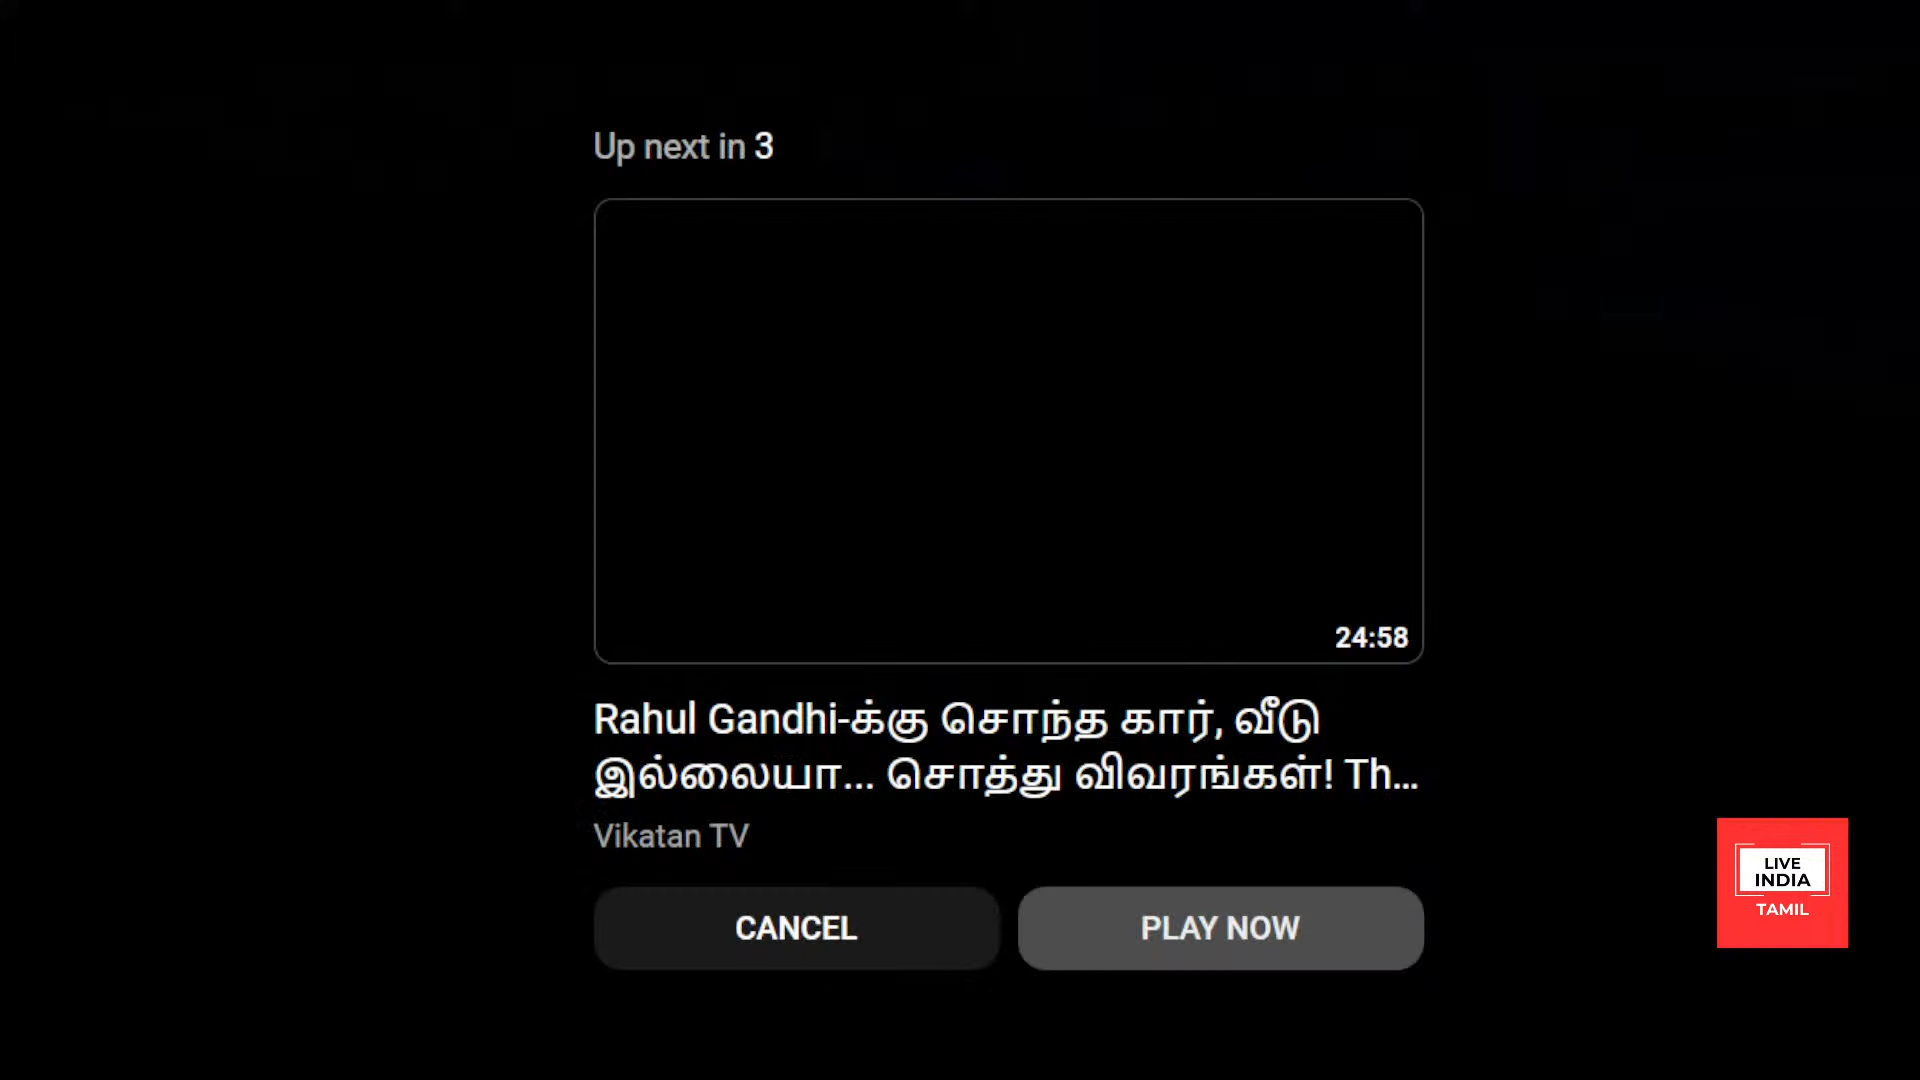 Up next in 3
24:58
Rahul Gandhi-க்கு சொந்த கார், வீடு
இல்லையா... சொத்து விவரங்கள்! Th...
Vikatan TV
CANCEL
PLAY NOW
LIVE
INDIA
TAMIL